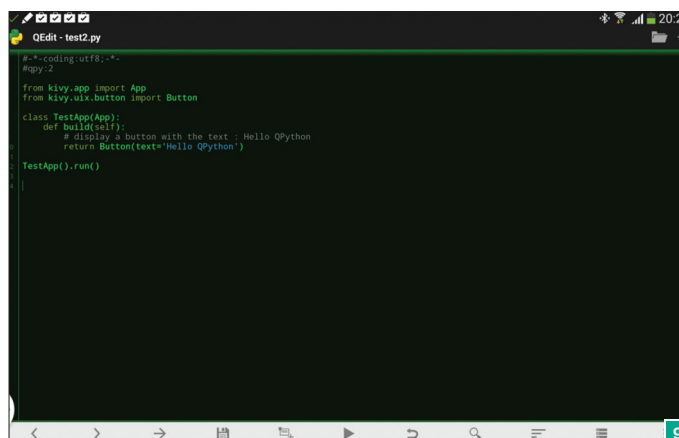 20:2
QEdit - test2.py
#-*-coding:utf8;-*-
#qpy:2
from kivy.app import App
from kivy.uix.button import Button
class TestApp(App):
def build(self):
# display a button with the text : Hello QPython
return Button(text='Hello QPython')
TestApp().run()